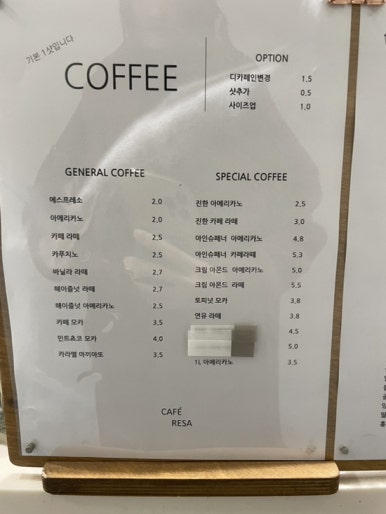 기본 1샷입니다
COFFEE
OPTION
디카페인변경 1.5
샷추가 0.5
사이즈업 1.0
GENERAL COFFEE
에스프레소 2.0
아메리카노 2.0
카페 라떼 2.5
카푸치노 2.5
바닐라 라떼 2.7
헤이즐넛 라떼 2.7
헤이즐넛 아메리카노 2.5
카페 모카 3.5
민트쵸코 모카 4.0
카라멜 마끼아또 3.5
SPECIAL COFFEE
진한 아메리카노 2.5
진한 카페 라떼 3.0
아인슈페너 아메리카노 4.8
아인슈페너 카페라떼 5.3
크림 아몬드 아메리카노 5.0
크림 아몬드 라떼 5.5
토피넛 모카 3.8
연유 라떼 3.8
4.5
5.0
1L 아메리카노 3.5
CAFÉ
RESA